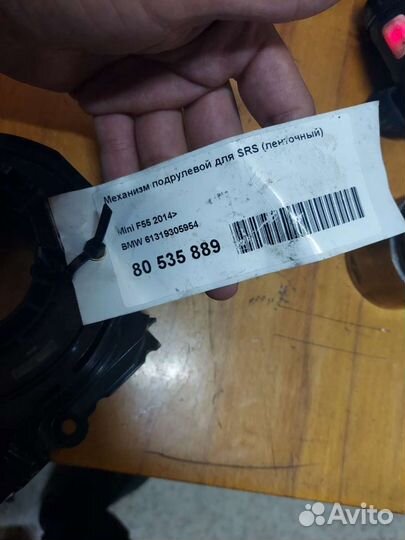 Механизм подрулевой для SRS (ленточный)
Mini F55 2014>
BMW 61319305954
80 535 889
Avito